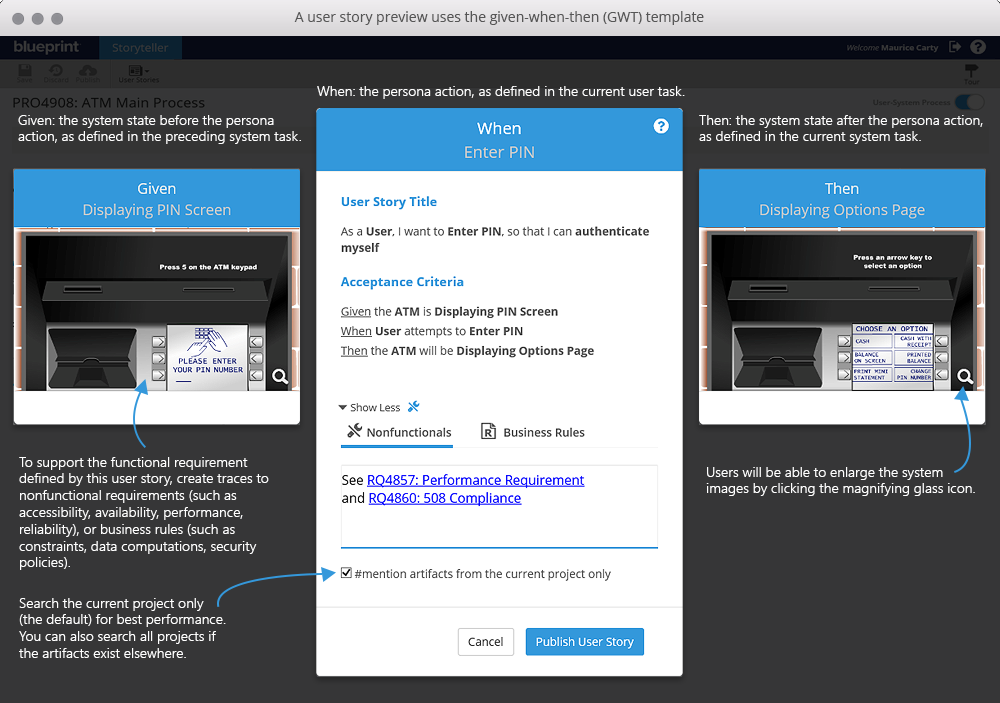 A user story preview uses the given-when-then (GWT) template
blueprint
Storyteller
Welcome Maurice Carty
Save
Discard
Publish
User Stories
Tour
PRO4908: ATM Main Process
User-System Process
When: the persona action, as defined in the current user task.
Given: the system state before the persona
action, as defined in the preceding system task.
Then: the system state after the persona action,
as defined in the current system task.
Given
Displaying PIN Screen
Press 5 on the ATM keypad
PLEASE ENTER
YOUR PIN NUMBER
To support the functional requirement
defined by this user story, create traces to
nonfunctional requirements (such as
accessibility, availability, performance,
reliability), or business rules (such as
constraints, data computations, security
policies).
Search the current project only
(the default) for best performance.
You can also search all projects if
the artifacts exist elsewhere.
When
Enter PIN
User Story Title
As a User, I want to Enter PIN, so that I can authenticate
myself
Acceptance Criteria
Given the ATM is Displaying PIN Screen
When User attempts to Enter PIN
Then the ATM will be Displaying Options Page
Show Less
Nonfunctionals
Business Rules
See RQ4857: Performance Requirement
and RQ4860: 508 Compliance
#mention artifacts from the current project only
Cancel
Publish User Story
Then
Displaying Options Page
Press an arrow key to
select an option
CHOOSE AN OPTION
CASH
CASH WITH
RECEIPT
BALANCE
ON SCREEN
PRINTED
BALANCE
PRINT MINI
STATEMENT
CHANGE
PIN NUMBER
Users will be able to enlarge the system
images by clicking the magnifying glass icon.